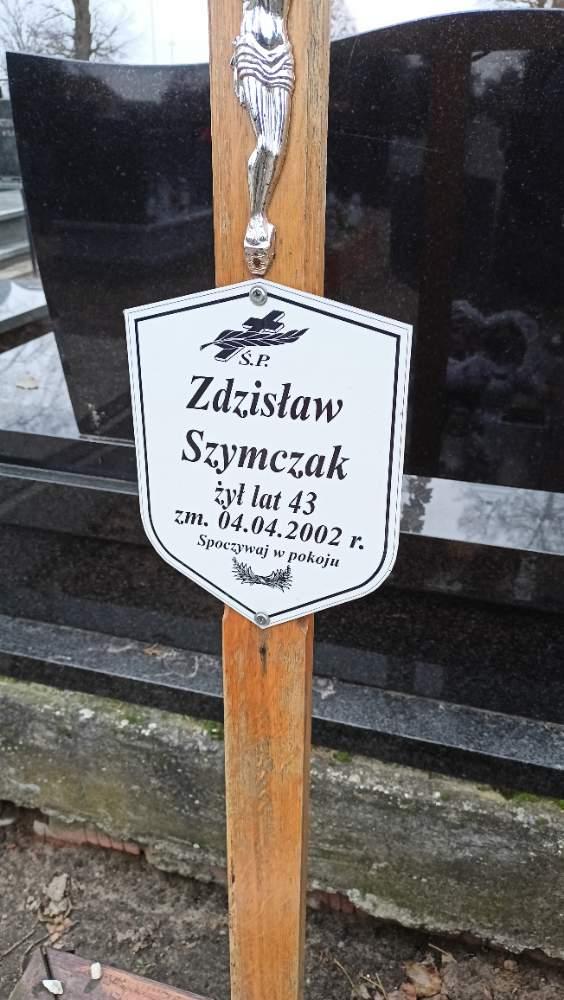 Ś.P.
Zdzisław
Szymczak
żył lat 43
zm. 04.04.2002 r.
Spoczywaj w pokoju